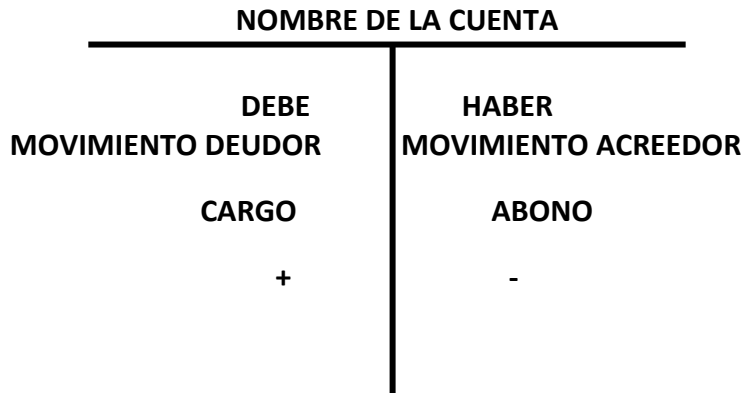 NOMBRE DE LA CUENTA
DEBE HABER
MOVIMIENTO DEUDOR MOVIMIENTO ACREEDOR
CARGO ABONO
+ -